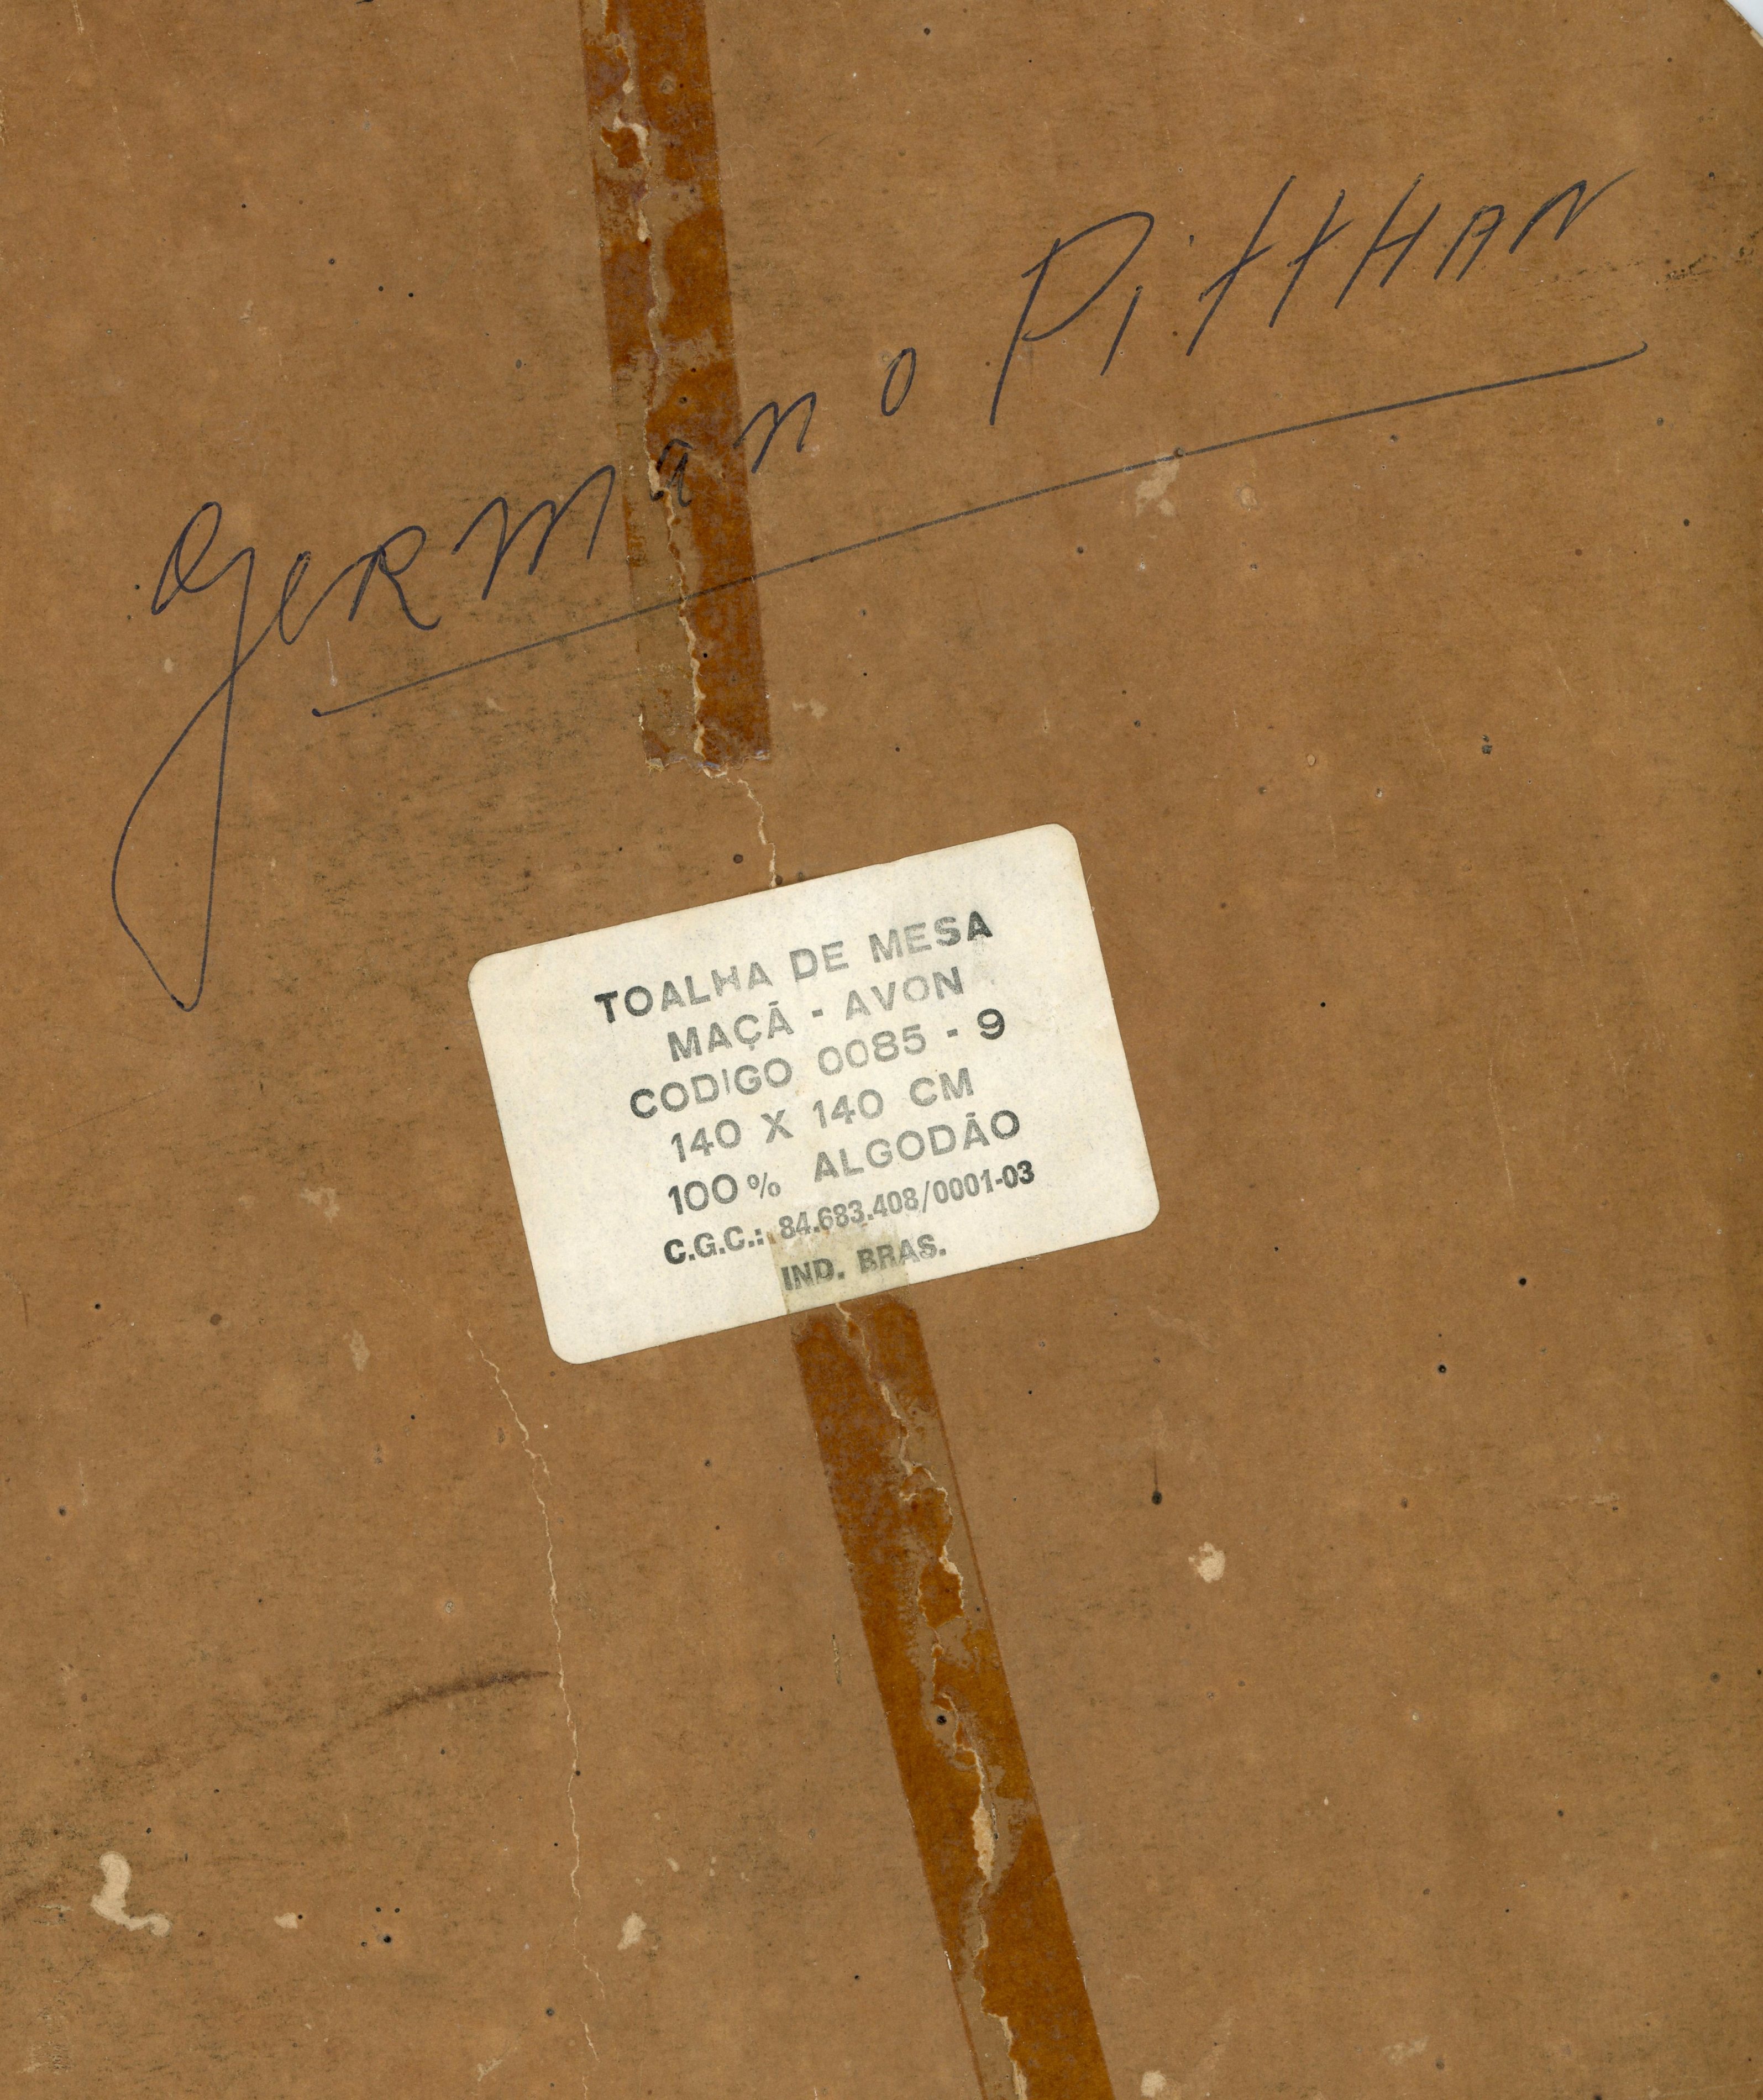 Germano PittHAN
TOALHA DE MESA
MAÇÃ - AVON
CODIGO 0085 - 9
140 X 140 CM
100% ALGODÃO
C.G.C.: 84.683.408/0001-03
IND. BRAS.